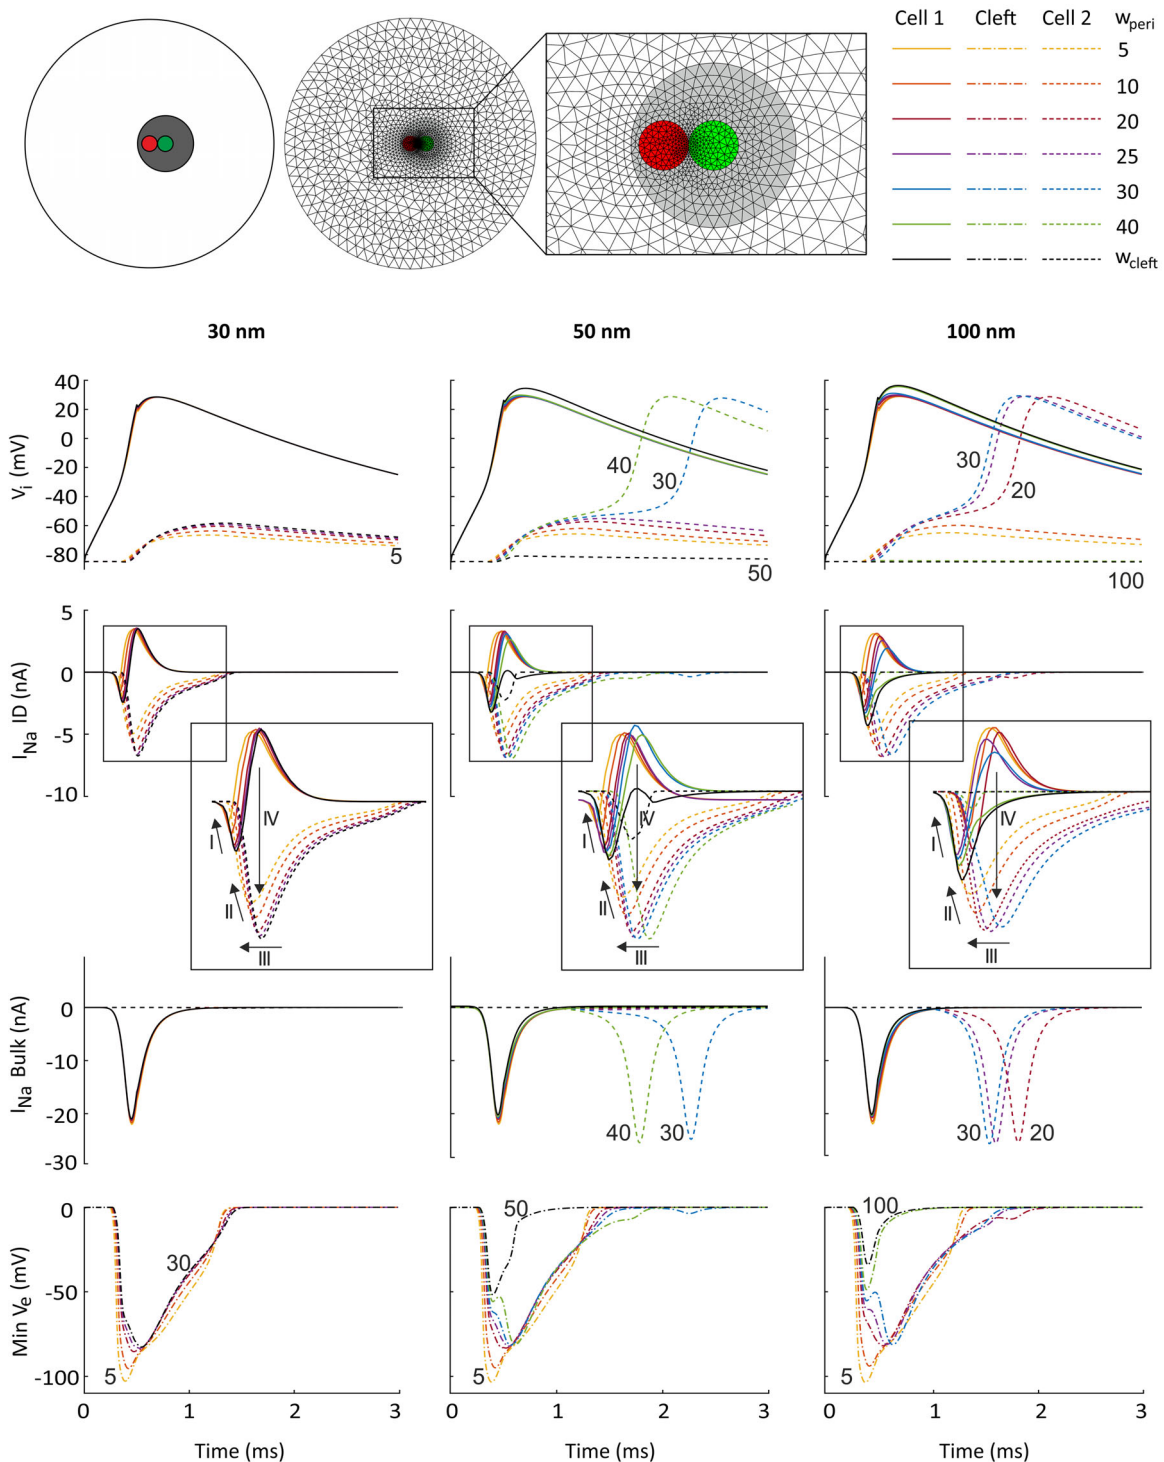 Cell 1 Cleft Cell 2 w_peri
5
10
20
25
30
40
w_cleft
30 nm 50 nm 100 nm
V_i (mV)
40
20
0
-20
-40
-60
-80
5
40
30
50
30
20
100
I_Na ID (nA)
5
0
-5
-10
I
II
III
IV
I
II
III
IV
I
II
III
IV
I_Na Bulk (nA)
0
-10
-20
-30
40 30
30 20
Min V_e (mV)
0
-50
-100
30
5
50
5
100
5
0 1 2 3 0 1 2 3 0 1 2 3
Time (ms) Time (ms) Time (ms)